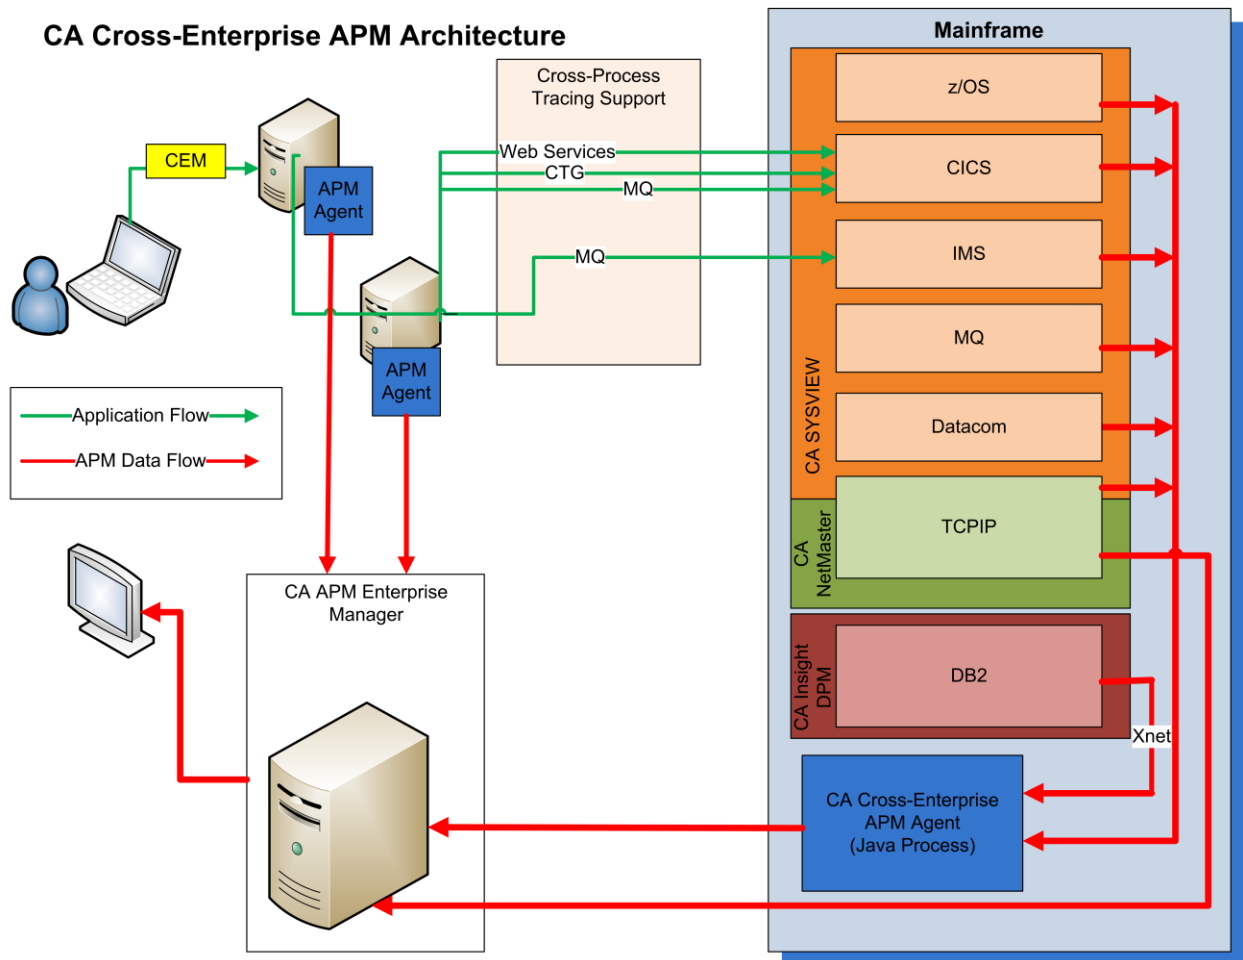 CA Cross-Enterprise APM Architecture
Mainframe
Cross-Process
Tracing Support
z/OS
CEM
Web Services
CTG
MQ
CICS
APM
Agent
MQ
IMS
MQ
APM
Agent
CA SYSVIEW
Application Flow
APM Data Flow
Datacom
TCPIP
CA
NetMaster
CA APM Enterprise
Manager
CA Insight
DPM
DB2
Xnet
CA Cross-Enterprise
APM Agent
(Java Process)